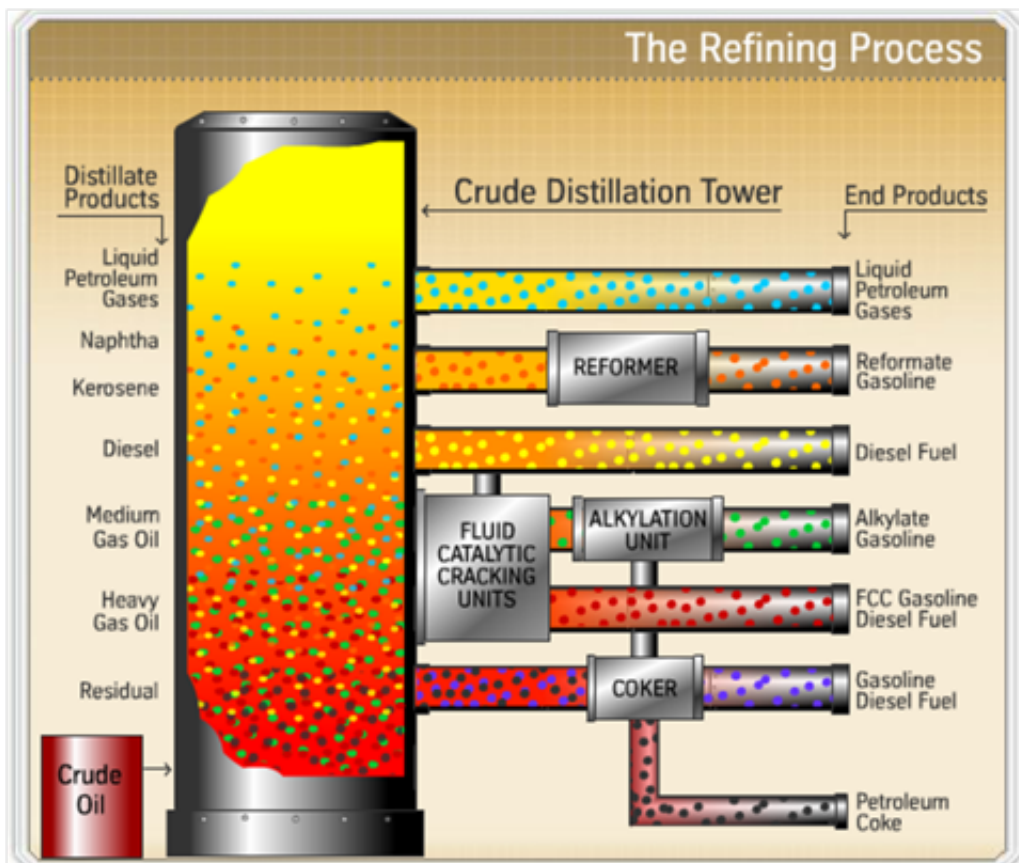 The Refining Process
Distillate
Products
Crude Distillation Tower
End Products
Liquid
Petroleum
Gases
Naphtha
Kerosene
Diesel
Medium
Gas Oil
Heavy
Gas Oil
Residual
Crude
Oil
REFORMER
FLUID
CATALYTIC
CRACKING
UNITS
ALKYLATION
UNIT
COKER
Liquid
Petroleum
Gases
Reformate
Gasoline
Diesel Fuel
Alkylate
Gasoline
FCC Gasoline
Diesel Fuel
Gasoline
Diesel Fuel
Petroleum
Coke